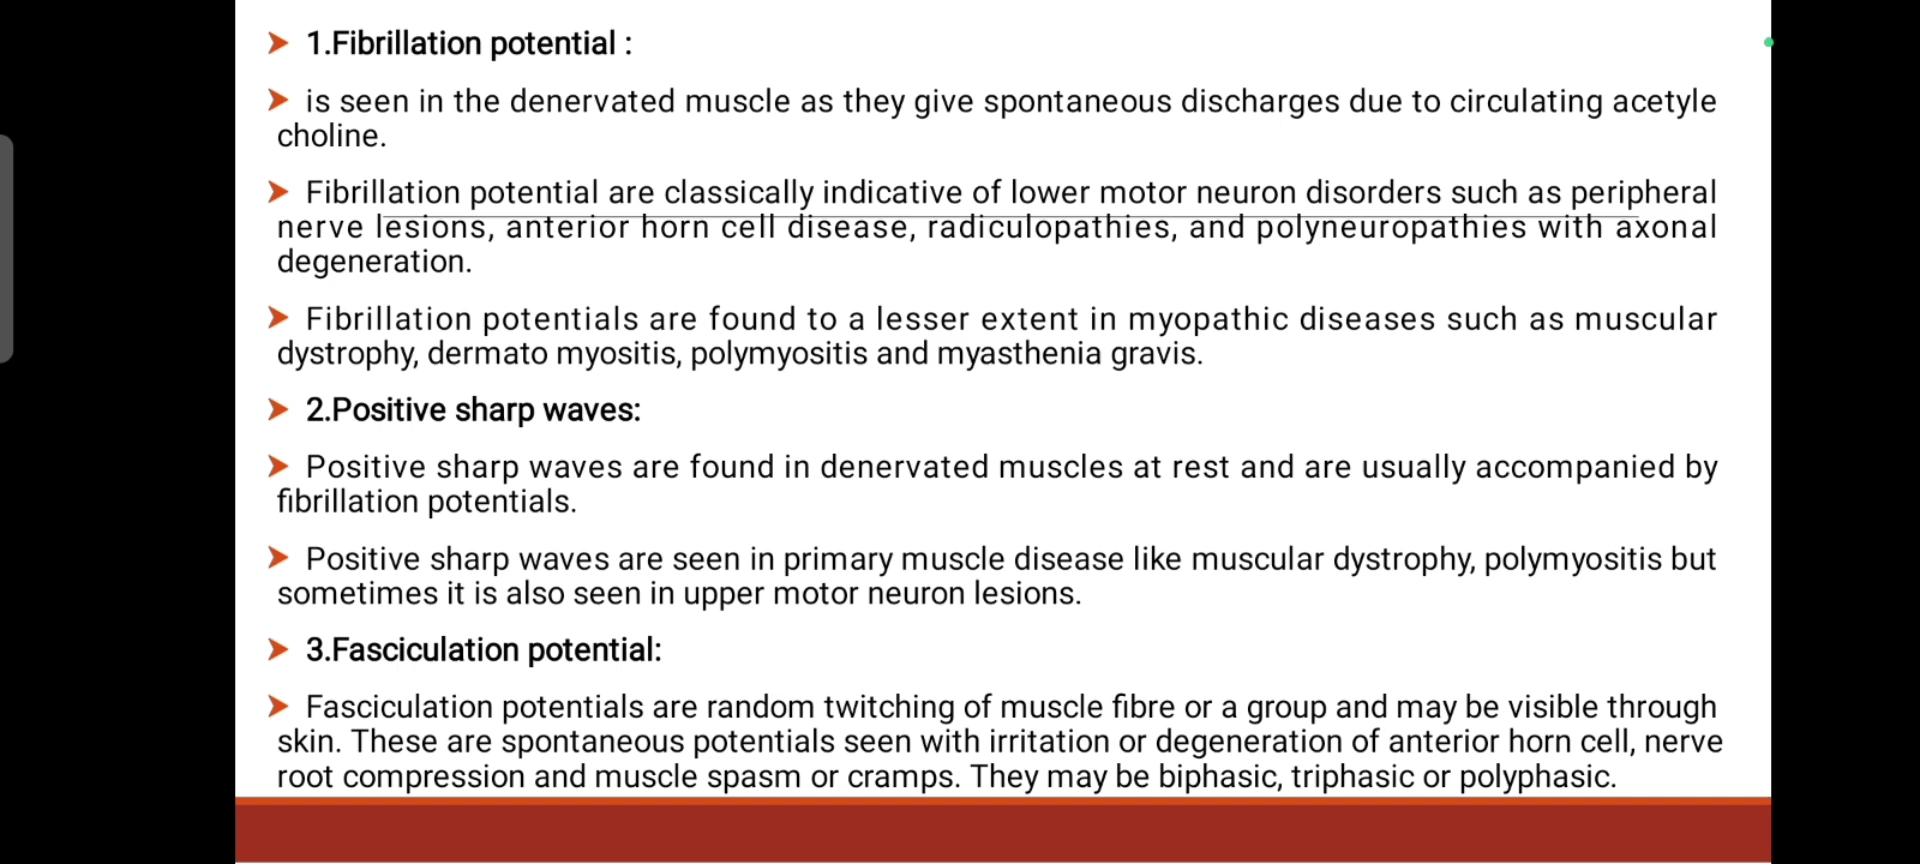 ➤ 1.Fibrillation potential :
➤ is seen in the denervated muscle as they give spontaneous discharges due to circulating acetyle
choline.
➤ Fibrillation potential are classically indicative of lower motor neuron disorders such as peripheral
nerve lesions, anterior horn cell disease, radiculopathies, and polyneuropathies with axonal
degeneration.
➤ Fibrillation potentials are found to a lesser extent in myopathic diseases such as muscular
dystrophy, dermato myositis, polymyositis and myasthenia gravis.
➤ 2.Positive sharp waves:
➤ Positive sharp waves are found in denervated muscles at rest and are usually accompanied by
fibrillation potentials.
➤ Positive sharp waves are seen in primary muscle disease like muscular dystrophy, polymyositis but
sometimes it is also seen in upper motor neuron lesions.
➤ 3.Fasciculation potential:
➤ Fasciculation potentials are random twitching of muscle fibre or a group and may be visible through
skin. These are spontaneous potentials seen with irritation or degeneration of anterior horn cell, nerve
root compression and muscle spasm or cramps. They may be biphasic, triphasic or polyphasic.